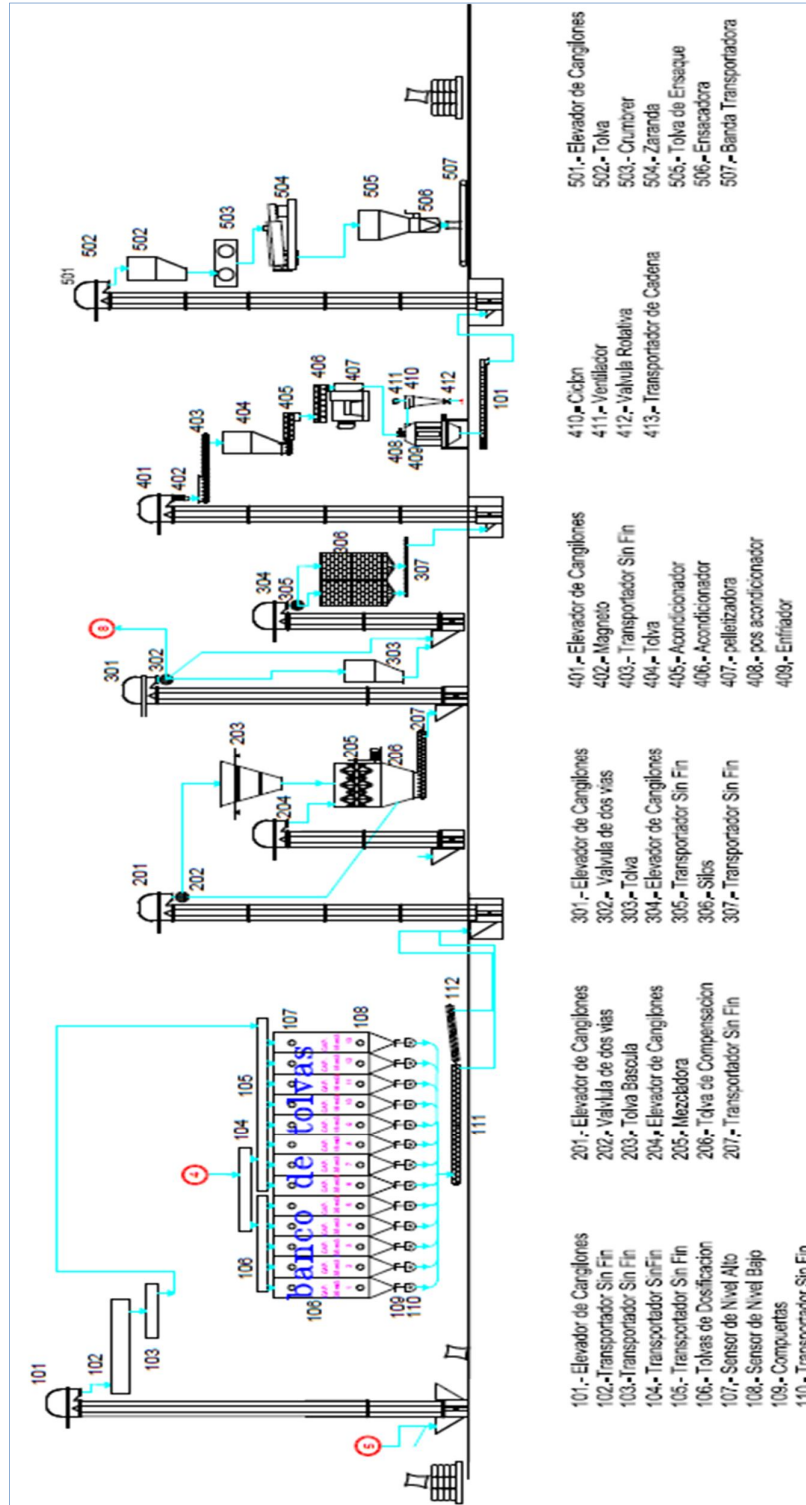 101
102
103
104
105
106
107
108
106
banco de tolvas
109
110
111
112
4
5
201
202
203
204
205
206
207
301
302
303
8
304
305
306
307
401
402
403
404
405
406
407
408
409
410
411
412
101
501
502
502
503
504
505
506
507
101.- Elevador de Cangilones
102.-Transportador Sin Fin
103.-Transportador Sin Fin
104.- Transportador SinFin
105.- Transportador Sin Fin
106.- Tolvas de Dosificacion
107.- Sensor de Nivel Alto
108.- Sensor de Nivel Bajo
109.- Compuertas
110.- Transportador Sin Fin
201.- Elevador de Cangilones
202.- Valvlula de dos vias
203.- Tolva Bascula
204.- Elevador de Cangilones
205.- Mezcladora
206.- Tolva de Compensacion
207.- Transportador Sin Fin
301.- Elevador de Cangilones
302.- Valvula de dos vias
303.- Tolva
304.- Elevador de Cangilones
305.- Transportador Sin Fin
306.- Silos
307.- Transportador Sin Fin
401.- Elevador de Cangilones
402.- Magneto
403.- Transportador Sin Fin
404.- Tolva
405.- Acondicionador
406.- Acondicionador
407.- pelletizadora
408.- pos acondicionador
409.- Enfriador
410.- Ciclon
411.- Ventilador
412.- Valvula Rotativa
413.- Transportador de Cadena
501.- Elevador de Cangilones
502.- Tolva
503.- Crumbrer
504.- Zaranda
505.- Tolva de Ensaque
506.- Ensacadora
507.- Banda Transportadora